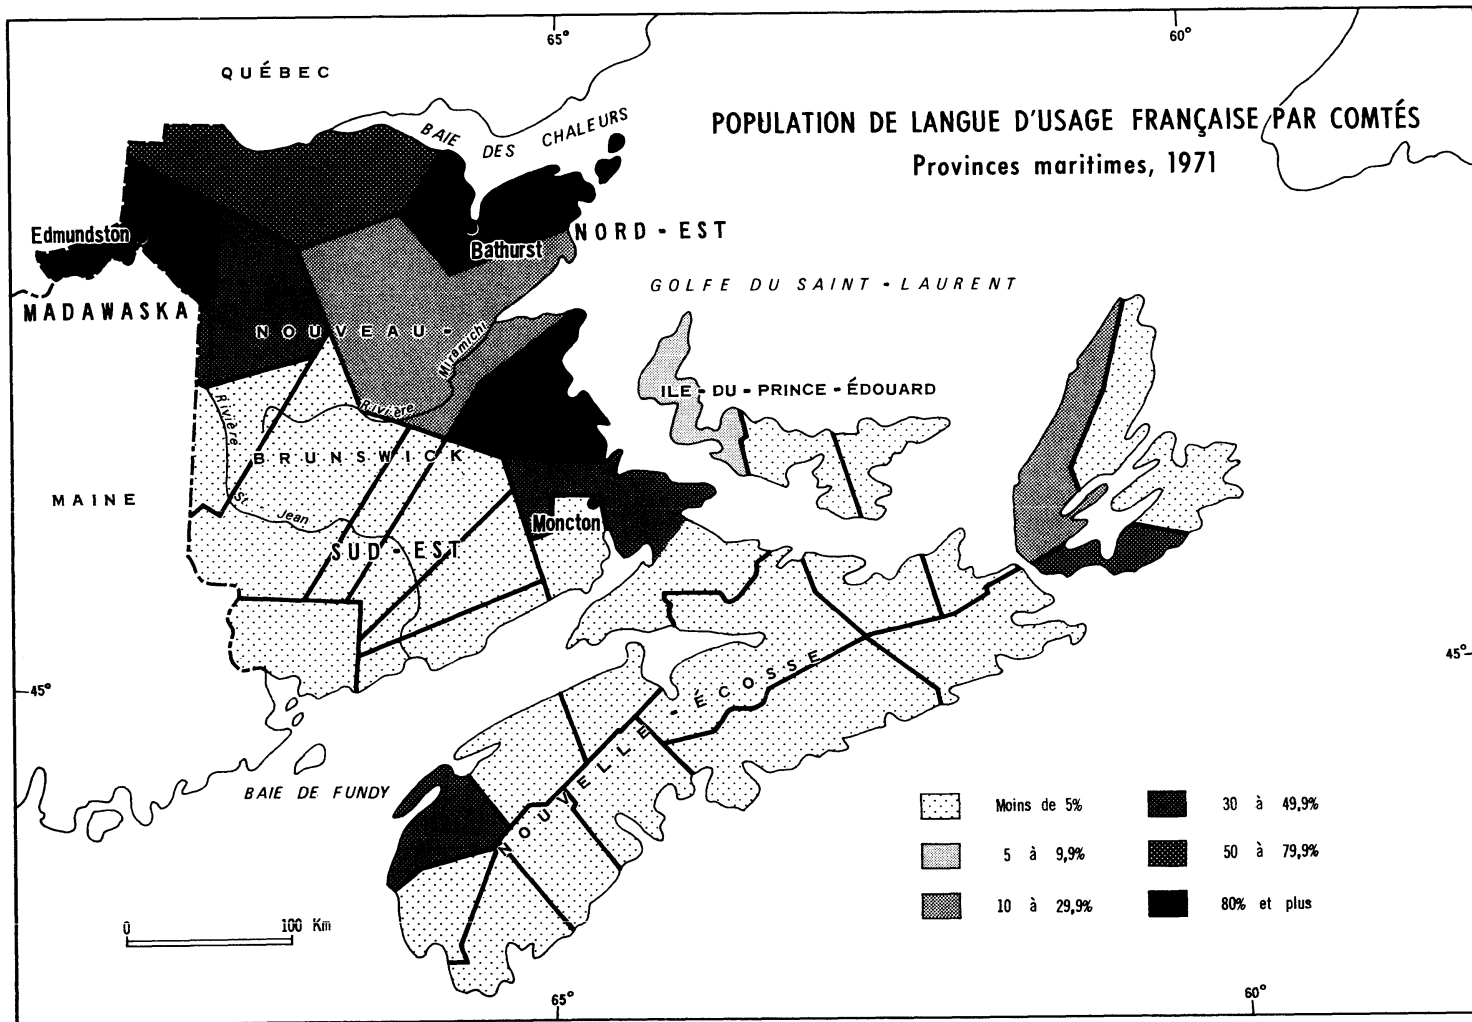 65°
60°
QUÉBEC
POPULATION DE LANGUE D'USAGE FRANÇAISE PAR COMTÉS
Provinces maritimes, 1971
BAIE DES CHALEURS
Edmundston
NORD-EST
Bathurst
GOLFE DU SAINT-LAURENT
MADAWASKA
NOUVEAU-
Miramichi
ILE-DU-PRINCE-ÉDOUARD
Rivière
Rivière
BRUNSWICK
MAINE
St
Jean
Moncton
SUD-EST
45°
45°
NOUVELLE-ÉCOSSE
BAIE DE FUNDY
Moins de 5%
30 à 49,9%
5 à 9,9%
50 à 79,9%
10 à 29,9%
80% et plus
0
100 Km
65°
60°